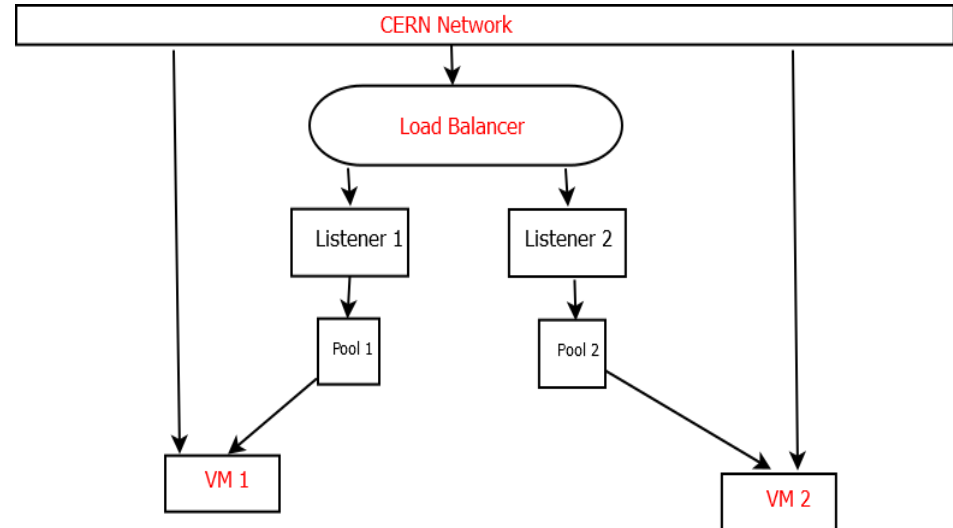 CERN Network
Load Balancer
Listener 1
Listener 2
Pool 1
Pool 2
VM 1
VM 2